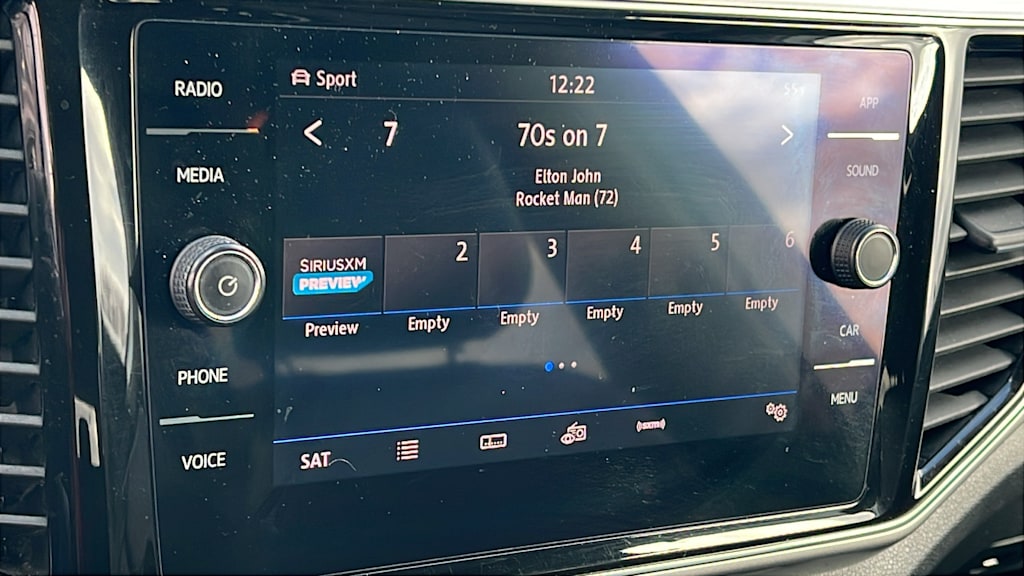 RADIO
MEDIA
PHONE
VOICE
Sport
12:22
7
70s on 7
Elton John
Rocket Man (72)
SIRIUSXM
PREVIEW
Preview
2
Empty
3
Empty
4
Empty
5
Empty
6
Empty
SAT
APP
SOUND
CAR
MENU